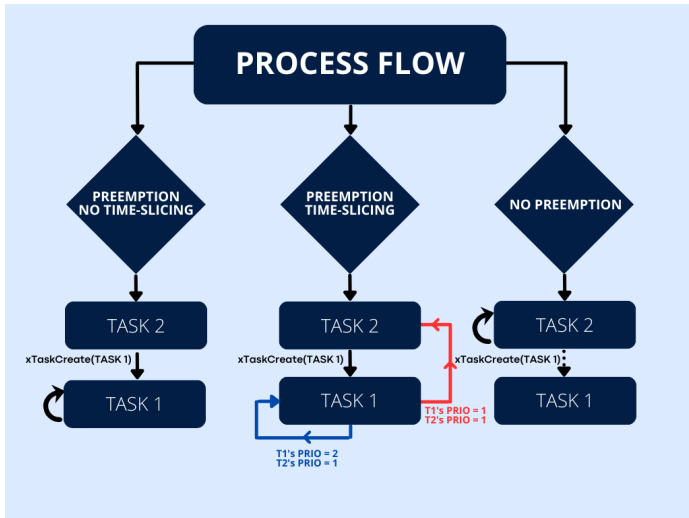 PROCESS FLOW
PREEMPTION
NO TIME-SLICING
PREEMPTION
TIME-SLICING
NO PREEMPTION
TASK 2
TASK 2
TASK 2
xTaskCreate(TASK 1)
xTaskCreate(TASK 1)
xTaskCreate(TASK 1)
TASK 1
TASK 1
TASK 1
T1's PRIO = 1
T2's PRIO = 1
T1's PRIO = 2
T2's PRIO = 1